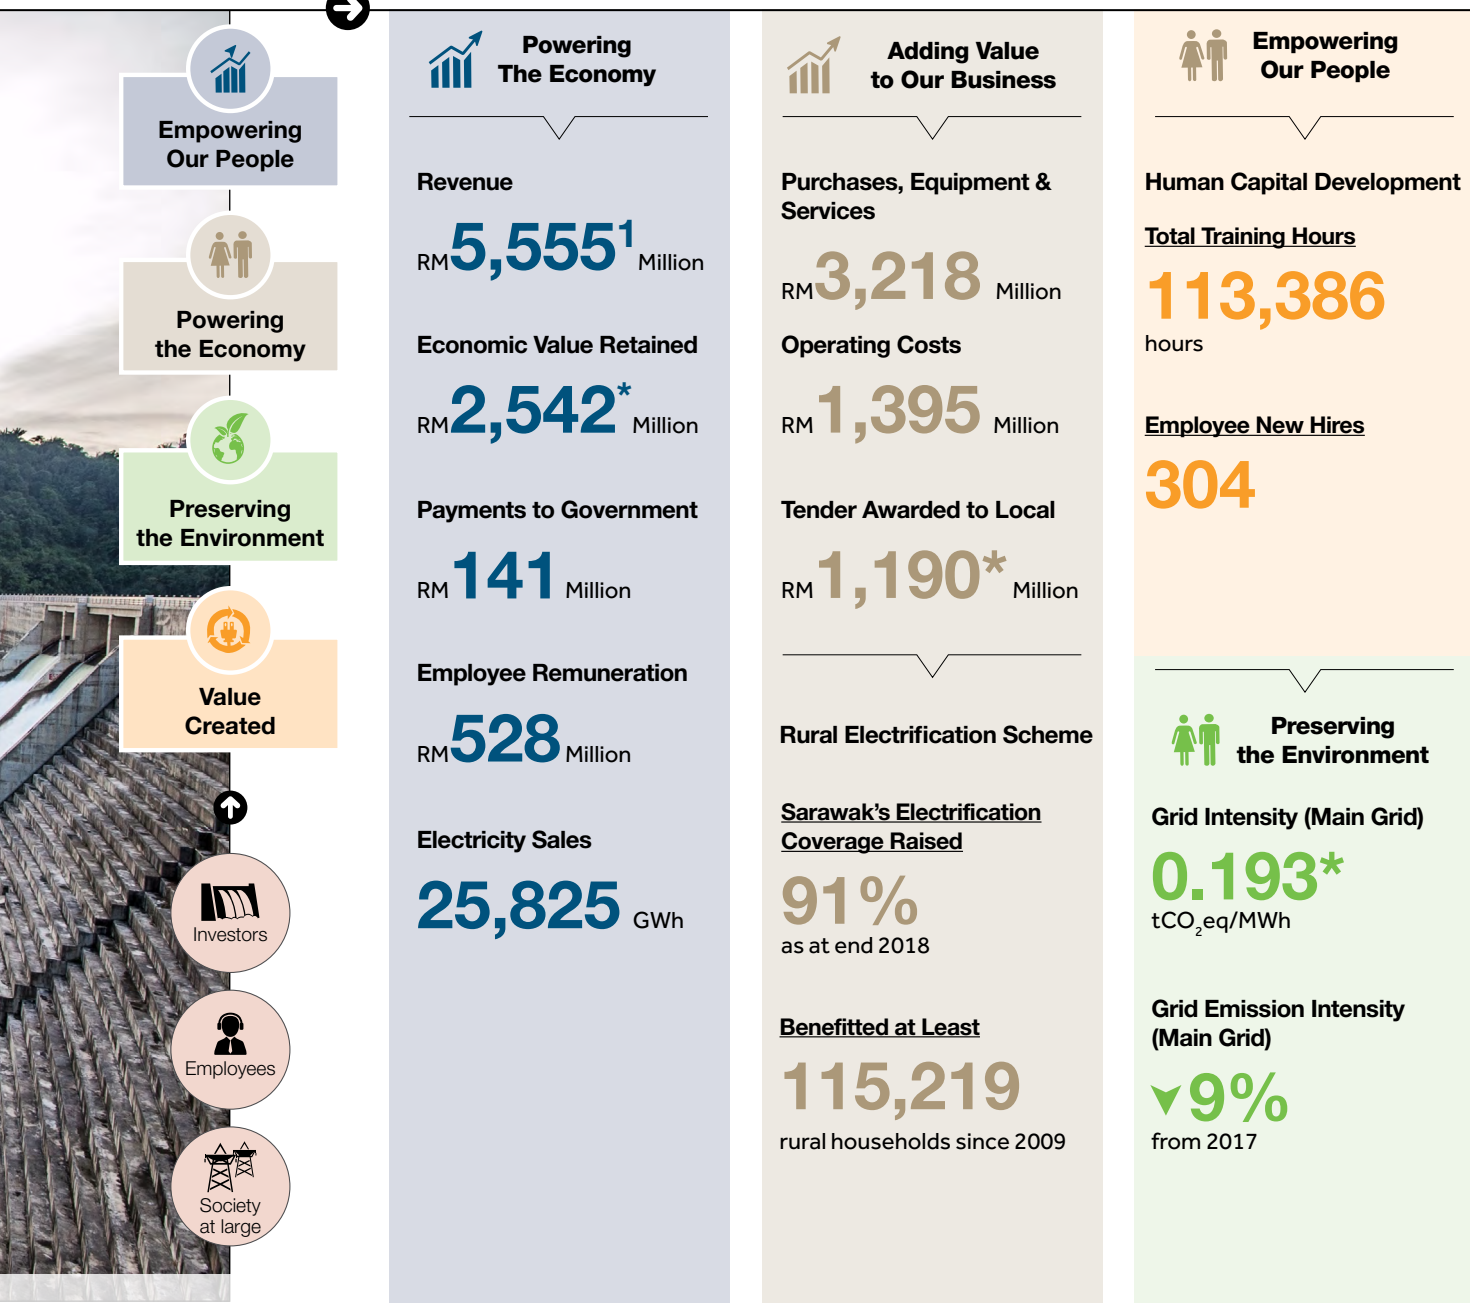 Empowering
Our People
Powering
the Economy
Preserving
the Environment
Value
Created
Investors
Employees
Society
at large
Powering
The Economy
Revenue
RM5,555¹ Million
Economic Value Retained
RM2,542* Million
Payments to Government
RM 141 Million
Employee Remuneration
RM528 Million
Electricity Sales
25,825 GWh
Adding Value
to Our Business
Purchases, Equipment &
Services
RM3,218 Million
Operating Costs
RM 1,395 Million
Tender Awarded to Local
RM 1,190* Million
Rural Electrification Scheme
Sarawak's Electrification
Coverage Raised
91%
as at end 2018
Benefitted at Least
115,219
rural households since 2009
Empowering
Our People
Human Capital Development
Total Training Hours
113,386
hours
Employee New Hires
304
Preserving
the Environment
Grid Intensity (Main Grid)
0.193*
tCO₂eq/MWh
Grid Emission Intensity
(Main Grid)
9%
from 2017